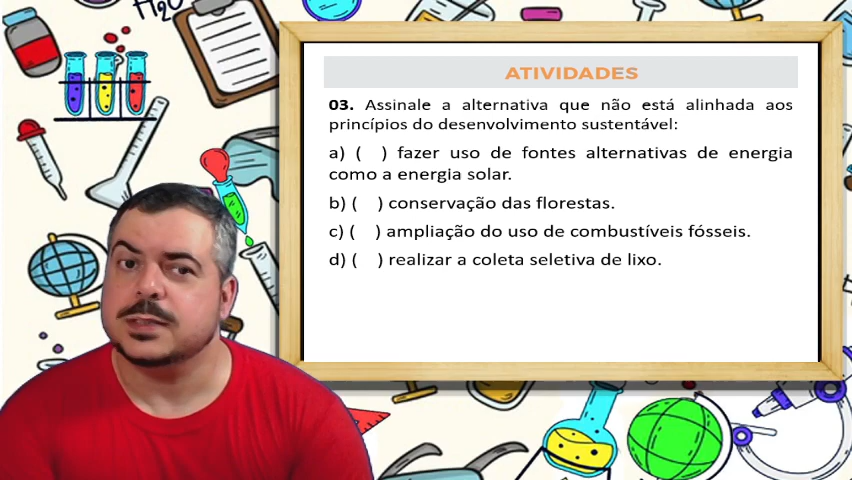 H2O
ATIVIDADES
03. Assinale a alternativa que não está alinhada aos
princípios do desenvolvimento sustentável:
a) ( ) fazer uso de fontes alternativas de energia
como a energia solar.
b) ( ) conservação das florestas.
c) ( ) ampliação do uso de combustíveis fósseis.
d) ( ) realizar a coleta seletiva de lixo.